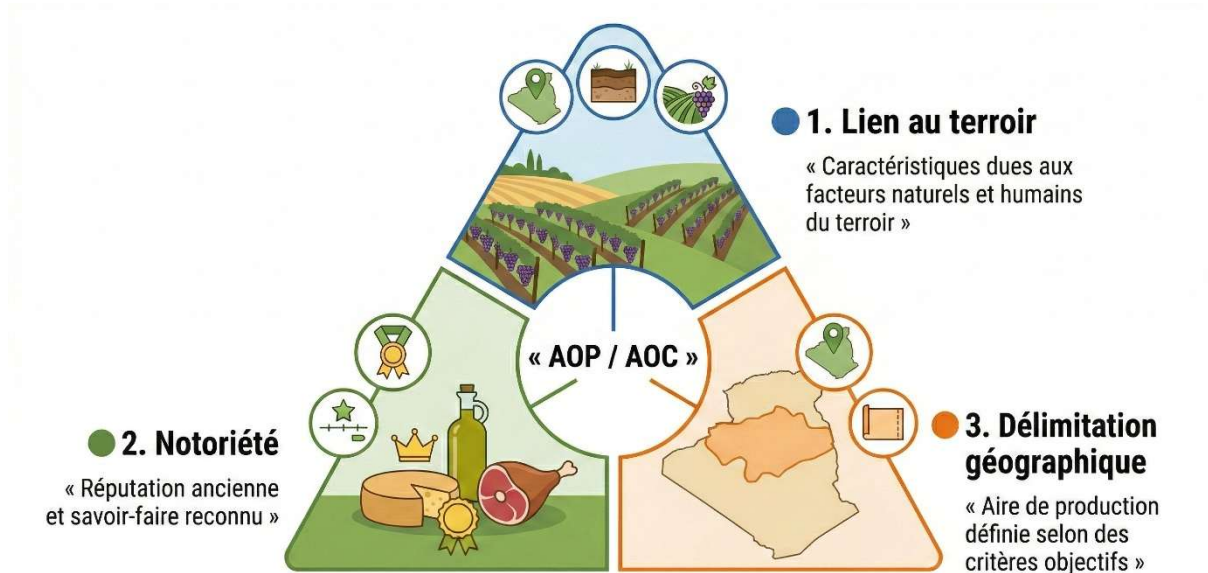 1. Lien au terroir
« Caractéristiques dues aux
facteurs naturels et humains
du terroir »
« AOP / AOC »
2. Notoriété
« Réputation ancienne
et savoir-faire reconnu »
3. Délimitation
géographique
« Aire de production
définie selon des
critères objectifs »